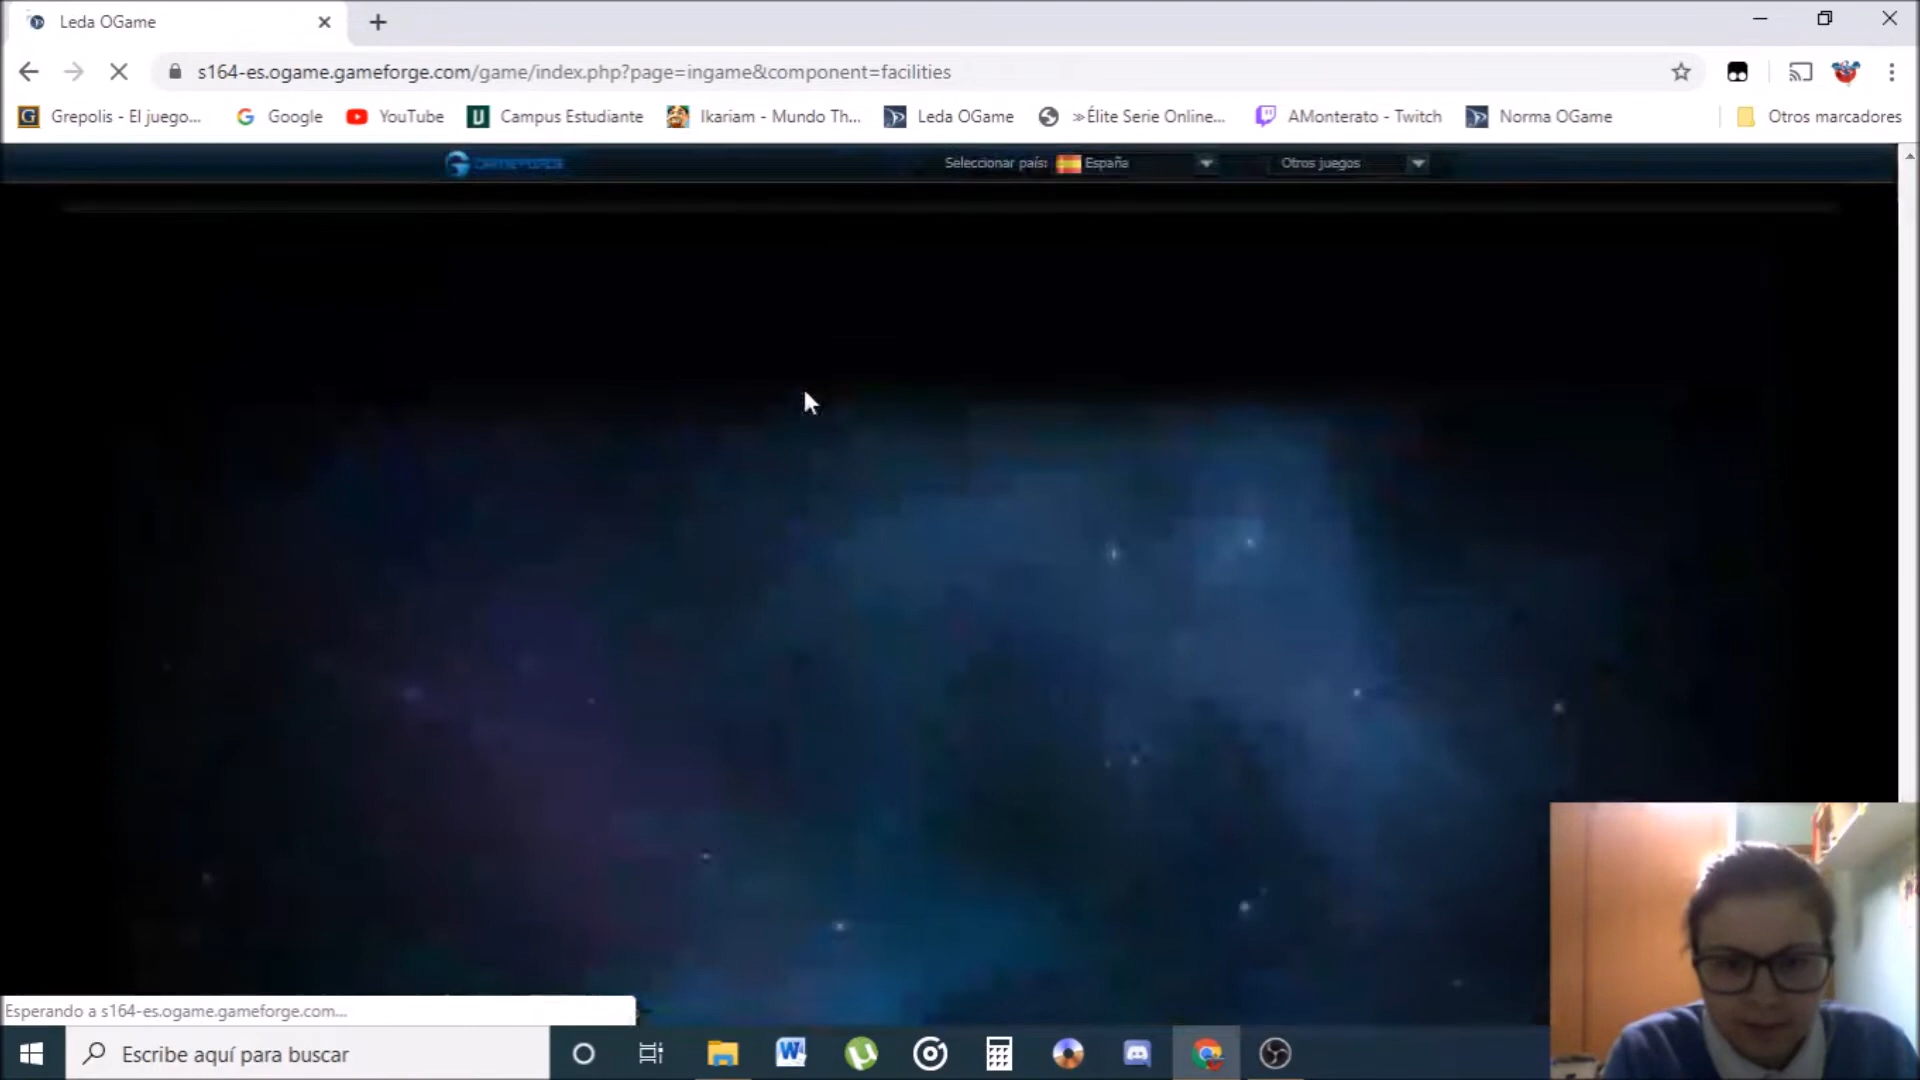 Leda OGame
s164-es.ogame.gameforge.com/game/index.php?page=ingame&component=facilities
Grepolis - El juego... Google YouTube Campus Estudiante Ikariam - Mundo Th... Leda OGame »Élite Serie Online... AMonterato - Twitch Norma OGame Otros marcadores
GAMEFORGE Seleccionar país: España Otros juegos
Esperando a s164-es.ogame.gameforge.com...
Escribe aquí para buscar